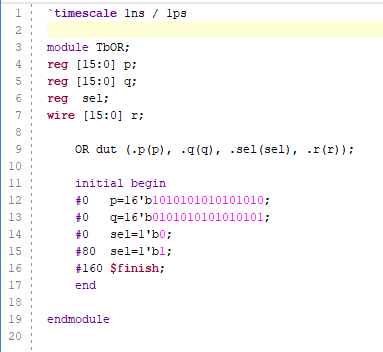 1 `timescale 1ns / 1ps
2
3 module TbOR;
4 reg [15:0] p;
5 reg [15:0] q;
6 reg  sel;
7 wire [15:0] r;
8
9     OR dut (.p(p), .q(q), .sel(sel), .r(r));
10
11     initial begin
12     #0   p=16'b1010101010101010;
13     #0   q=16'b0101010101010101;
14     #0   sel=1'b0;
15     #80  sel=1'b1;
16     #160 $finish;
17     end
18
19 endmodule
20